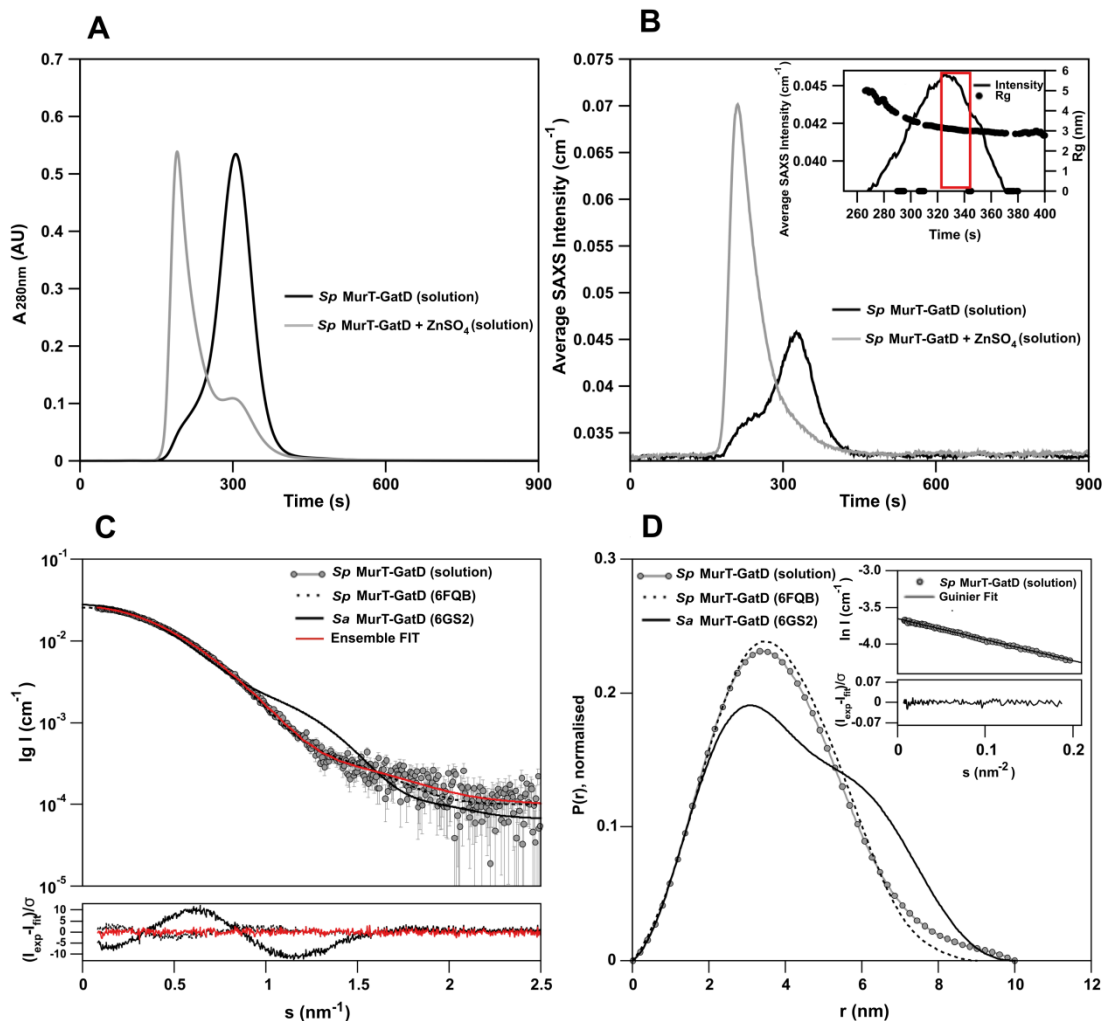 A
0.7
0.6
0.5
0.4
0.3
0.2
0.1
0
A 280nm (AU)
Sp MurT-GatD (solution)
Sp MurT-GatD + ZnSO4 (solution)
0 300 600 900
Time (s)
B
0.075
0.07
0.065
0.06
0.055
0.05
0.045
0.04
0.035
Average SAXS Intensity (cm-1)
Average SAXS Intensity (cm-1)
0.045
0.042
0.040
Intensity
Rg
6
5
4
3
2
1
0
Rg (nm)
260 280 300 320 340 360 380 400
Time (s)
Sp MurT-GatD (solution)
Sp MurT-GatD + ZnSO4 (solution)
0 300 600 900
Time (s)
C
10-1
10-2
10-3
10-4
10-5
lg I (cm-1)
Sp MurT-GatD (solution)
Sp MurT-GatD (6FQB)
Sa MurT-GatD (6GS2)
Ensemble FIT
10
5
0
-5
-10
(Iexp-Ifit)/σ
0 0.5 1 1.5 2 2.5
s (nm-1)
D
0.3
0.2
0.1
0
P(r), normalised
Sp MurT-GatD (solution)
Sp MurT-GatD (6FQB)
Sa MurT-GatD (6GS2)
-3.0
-3.5
-4.0
ln I (cm-1)
Sp MurT-GatD (solution)
Guinier Fit
0.07
0
-0.07
(Iexp-Ifit)/σ
0 0.1 0.2
s (nm-2)
0 2 4 6 8 10 12
r (nm)